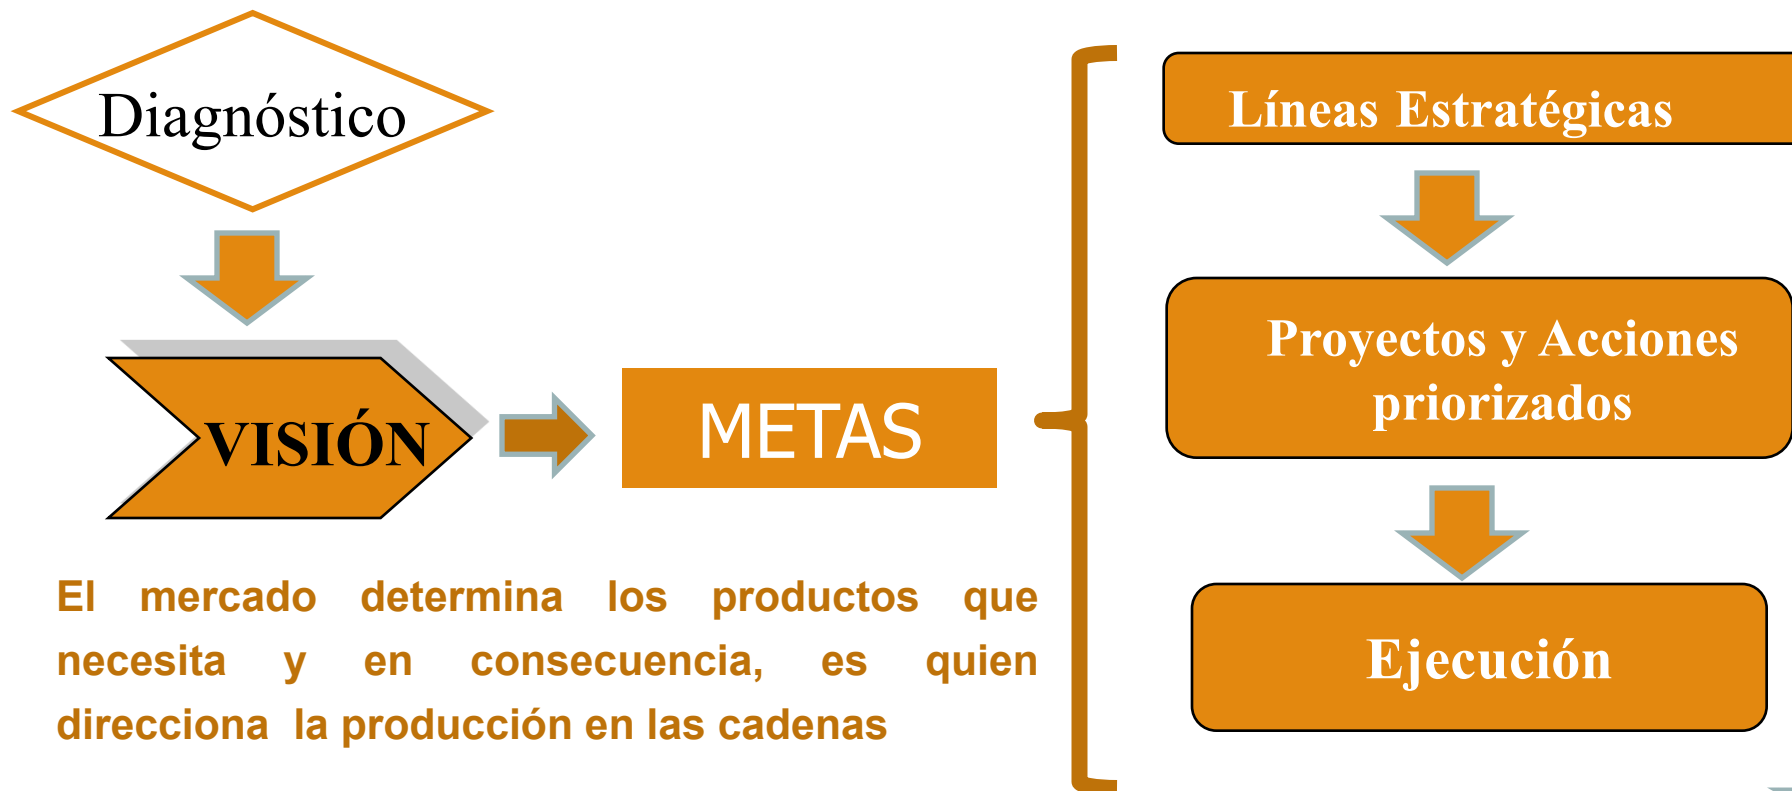 Diagnóstico
VISIÓN
METAS
El mercado determina los productos que
necesita y en consecuencia, es quien
direcciona la producción en las cadenas
Líneas Estratégicas
Proyectos y Acciones
priorizados
Ejecución